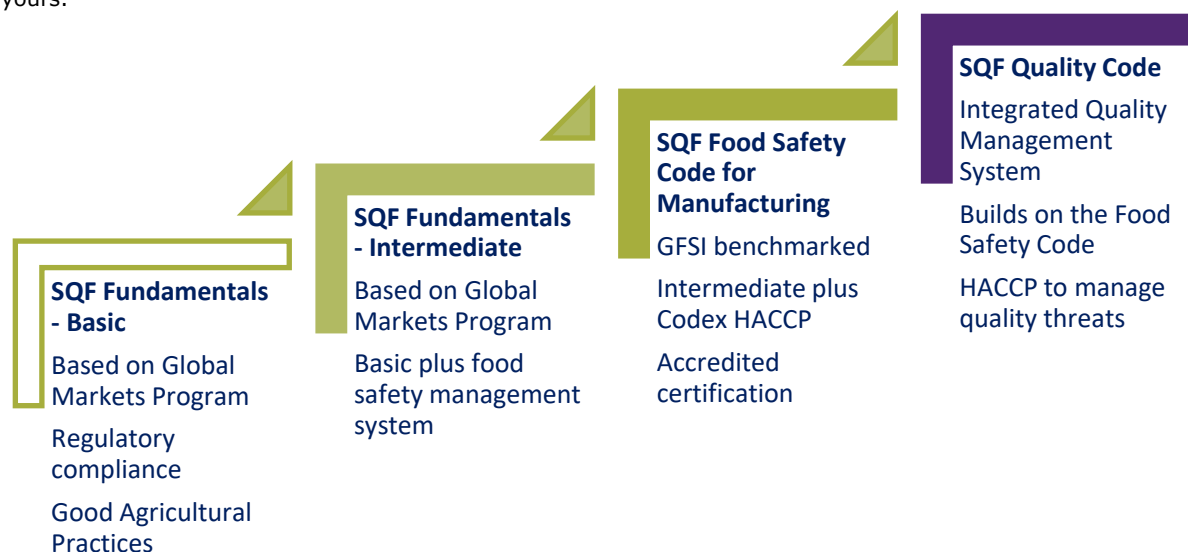 yours.
SQF Fundamentals
- Basic
Based on Global
Markets Program
Regulatory
compliance
Good Agricultural
Practices
SQF Fundamentals
- Intermediate
Based on Global
Markets Program
Basic plus food
safety management
system
SQF Food Safety
Code for
Manufacturing
GFSI benchmarked
Intermediate plus
Codex HACCP
Accredited
certification
SQF Quality Code
Integrated Quality
Management
System
Builds on the Food
Safety Code
HACCP to manage
quality threats